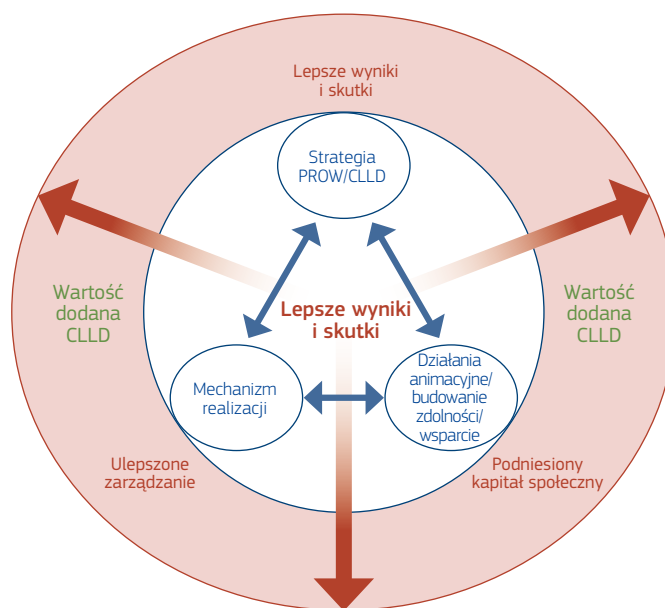 Lepsze wyniki
i skutki
Strategia
PROW/CLLD
Wartość
dodana
CLLD
Lepsze wyniki
i skutki
Wartość
dodana
CLLD
Mechanizm
realizacji
Działania
animacyjne/
budowanie
zdolności/
wsparcie
Ulepszone
zarządzanie
Podniesiony
kapitał społeczny